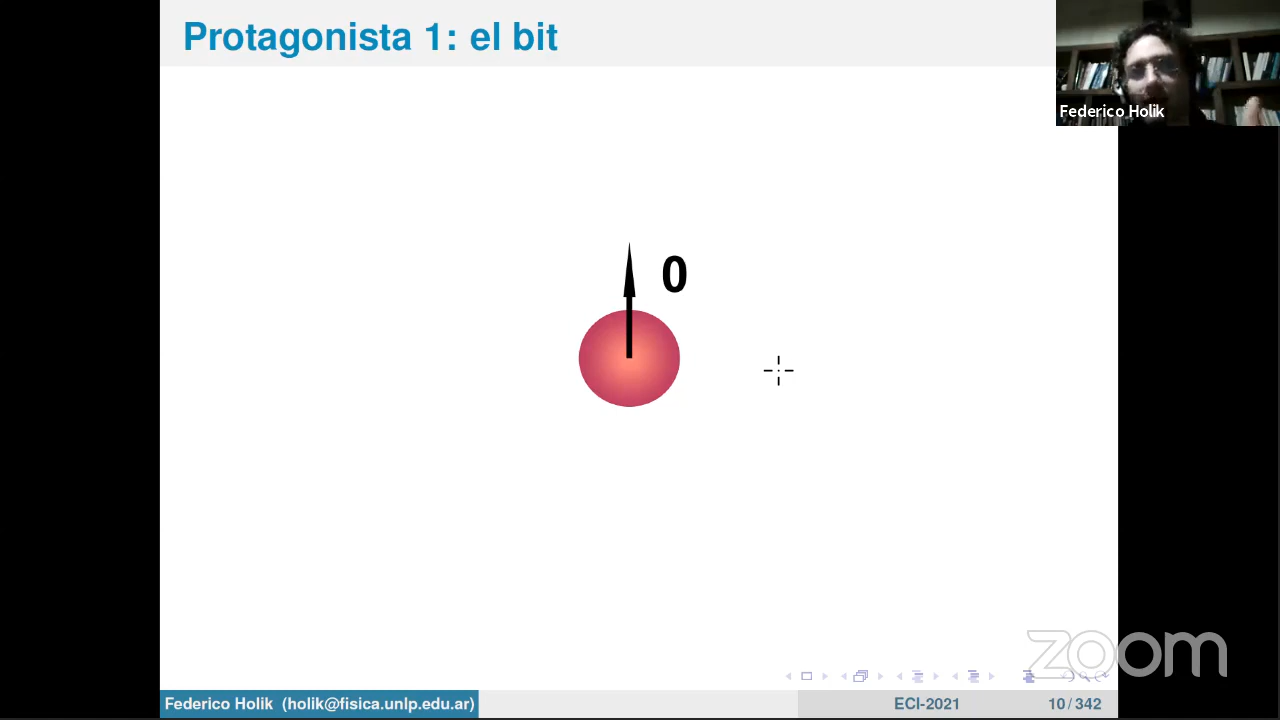 Protagonista 1: el bit
Federico Holik
0
zoom
Federico Holik (holik@fisica.unlp.edu.ar)
ECI-2021
10/342